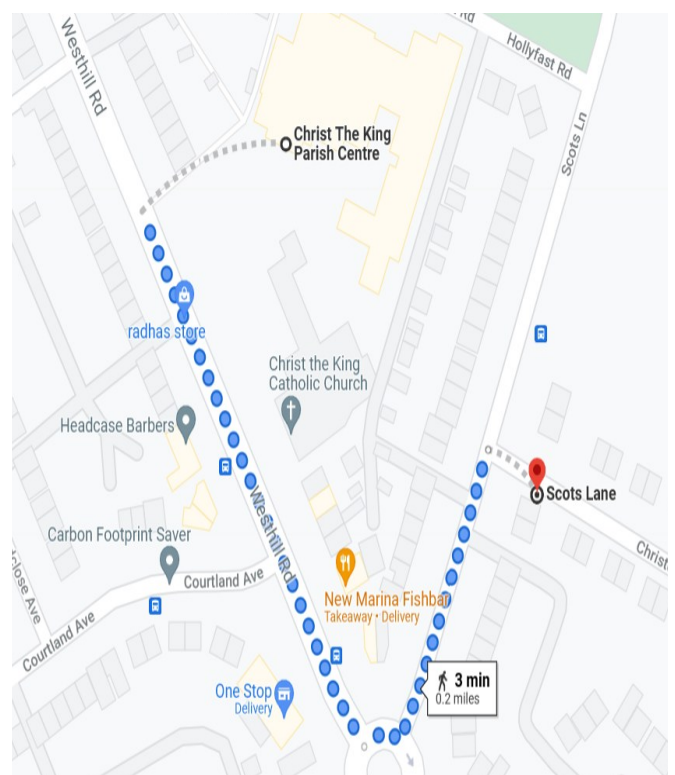 Rd
Hollyfast Rd
Westhill Rd
Scots Ln
Christ The King
Parish Centre
radhas store
Christ the King
Catholic Church
Headcase Barbers
Westhill Rd
Scots Lane
Carbon Footprint Saver
Christ
Courtland Ave
close Ave
New Marina Fishbar
Takeaway · Delivery
Courtland Ave
3 min
0.2 miles
One Stop
Delivery